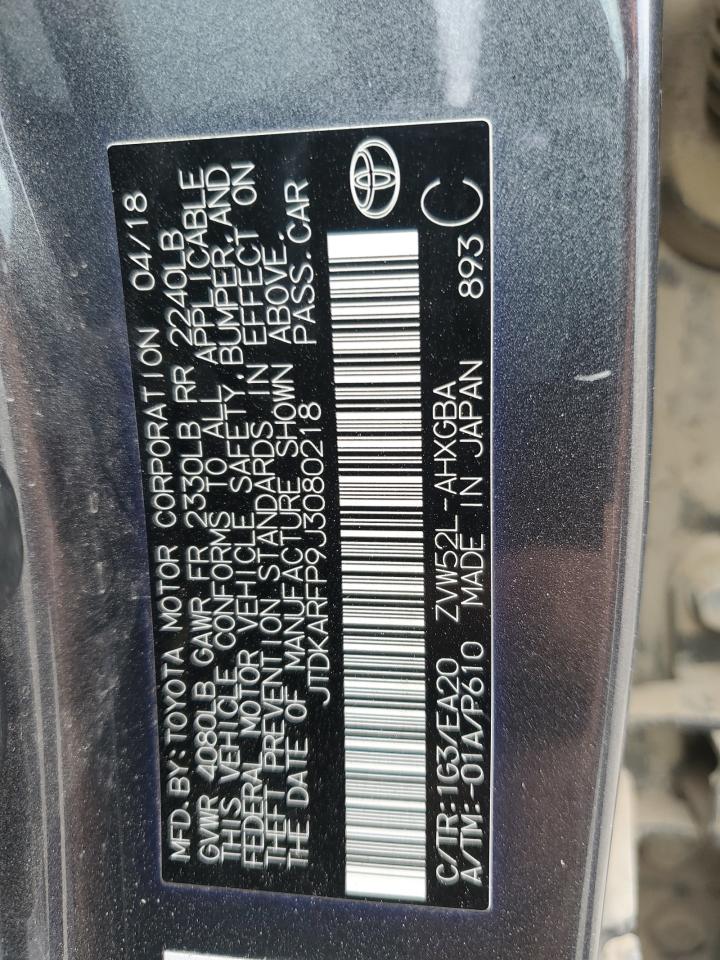 MFD. BY: TOYOTA MOTOR CORPORATION 04/18
GVWR 4080LB GAWR FR 2330LB RR 2240LB
THIS VEHICLE CONFORMS TO ALL APPLICABLE
FEDERAL MOTOR VEHICLE SAFETY, BUMPER, AND
THEFT PREVENTION STANDARDS IN EFFECT ON
THE DATE OF MANUFACTURE SHOWN ABOVE.
JTDKARFP9J3080218 PASS. CAR
C/TR: 1G3/EA20 ZVW52L-AHXGBA
A/TM: -01A/P610 MADE IN JAPAN 893 C